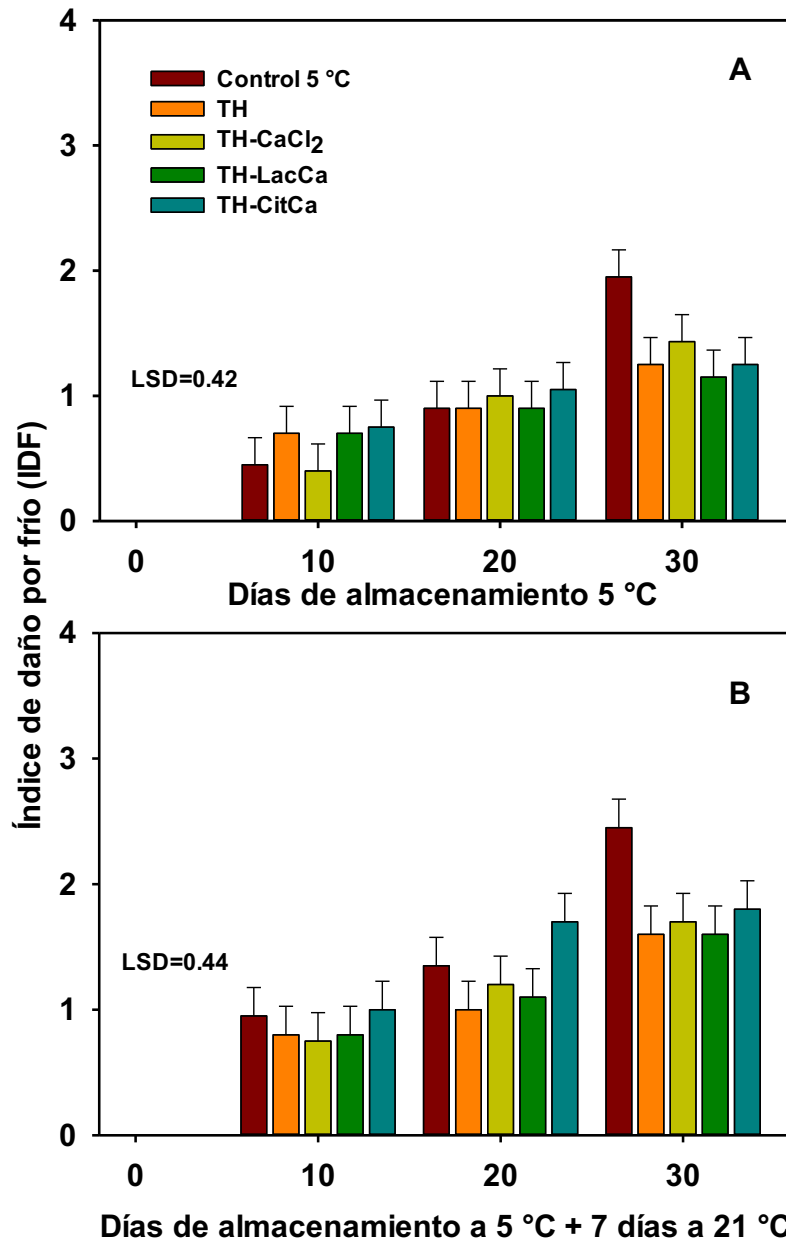 Índice de daño por frío (IDF)
4
3
2
1
0
A
Control 5 °C
TH
TH-CaCl₂
TH-LacCa
TH-CitCa
LSD=0.42
0 10 20 30
Días de almacenamiento 5 °C
4
3
2
1
0
B
LSD=0.44
0 10 20 30
Días de almacenamiento a 5 °C + 7 días a 21 °C